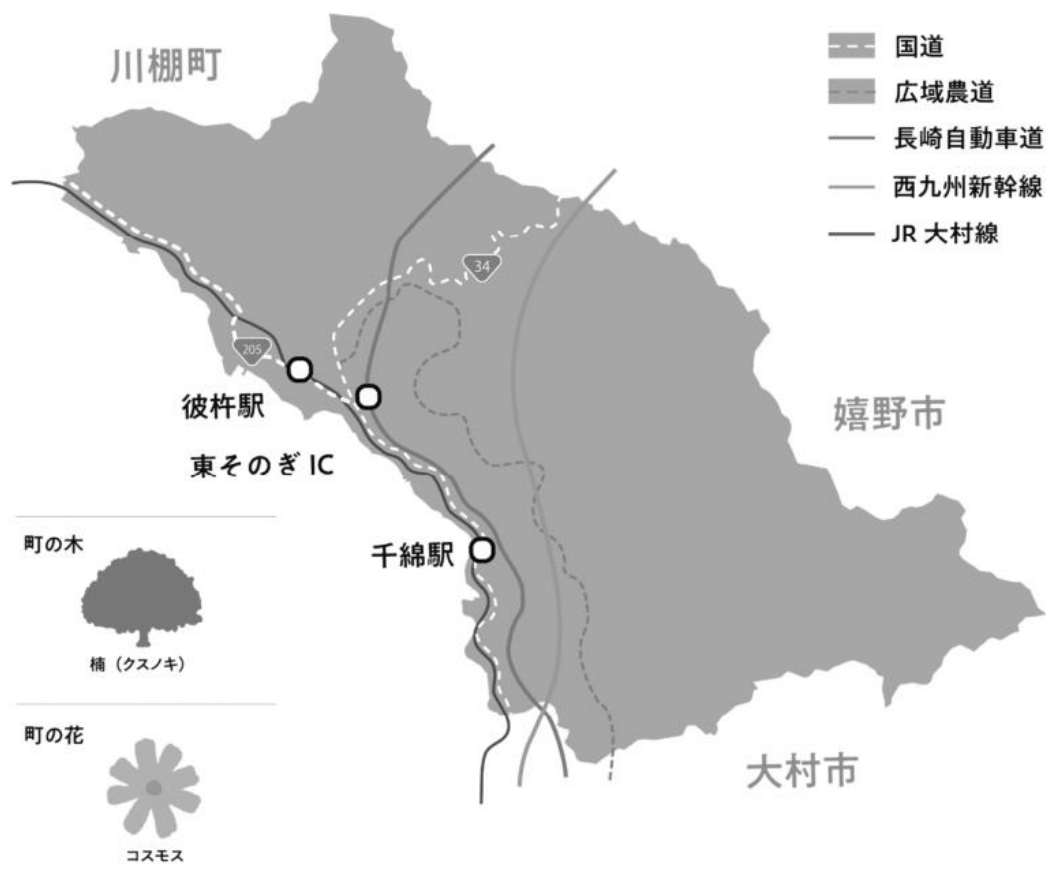 川棚町
国道
広域農道
長崎自動車道
西九州新幹線
JR 大村線
34
205
彼杵駅
東そのぎ IC
嬉野市
千綿駅
町の木
楠（クスノキ）
町の花
コスモス
大村市